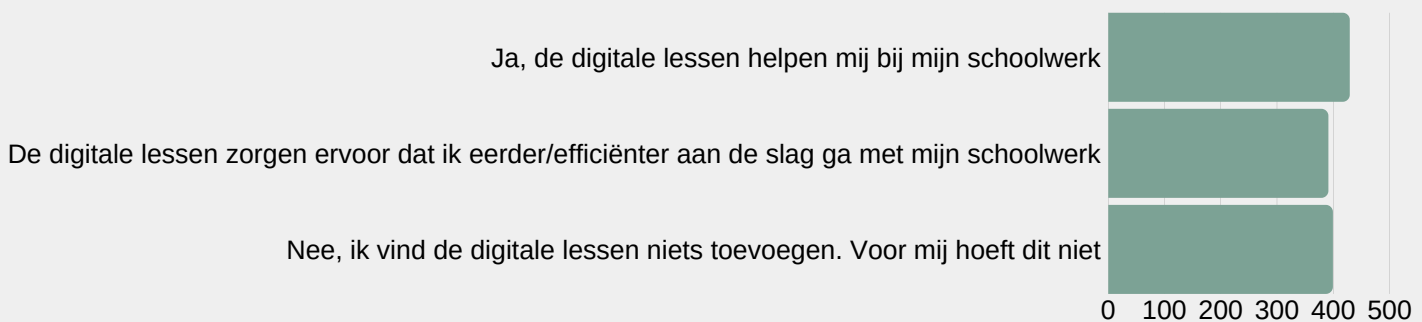 Ja, de digitale lessen helpen mij bij mijn schoolwerk
De digitale lessen zorgen ervoor dat ik eerder/efficiënter aan de slag ga met mijn schoolwerk
Nee, ik vind de digitale lessen niets toevoegen. Voor mij hoeft dit niet
0 100 200 300 400 500